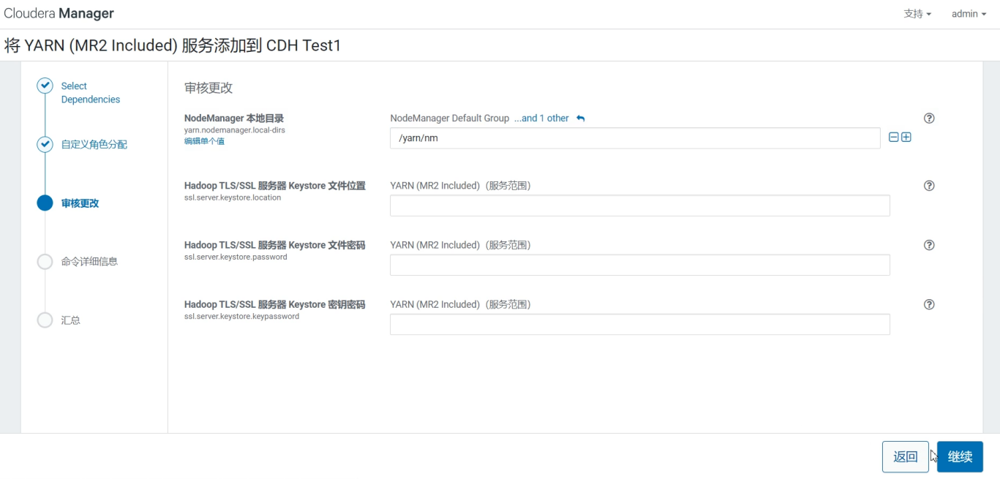 Cloudera Manager
支持 admin
将 YARN (MR2 Included) 服务添加到 CDH Test1
Select
Dependencies
自定义角色分配
审核更改
命令详细信息
汇总
审核更改
NodeManager 本地目录
yarn.nodemanager.local-dirs
编辑单个值
NodeManager Default Group ...and 1 other
/yarn/nm
Hadoop TLS/SSL 服务器 Keystore 文件位置
ssl.server.keystore.location
YARN (MR2 Included)（服务范围）
Hadoop TLS/SSL 服务器 Keystore 文件密码
ssl.server.keystore.password
YARN (MR2 Included)（服务范围）
Hadoop TLS/SSL 服务器 Keystore 密钥密码
ssl.server.keystore.keypassword
YARN (MR2 Included)（服务范围）
返回 继续